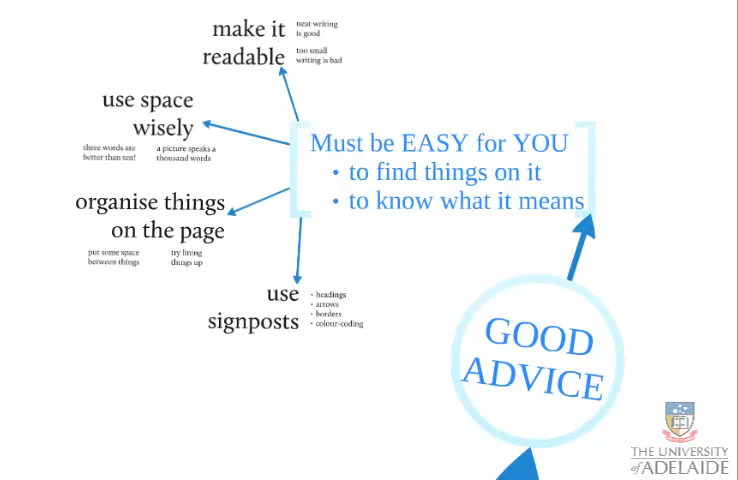 make it
readable
neat writing
is good
too small
writing is bad
use space
wisely
three words are
better than ten!
a picture speaks a
thousand words
organise things
on the page
put some space
between things
try lining
things up
use
signposts
• headings
• arrows
• borders
• colour-coding
Must be EASY for YOU
• to find things on it
• to know what it means
GOOD
ADVICE
THE UNIVERSITY
of ADELAIDE